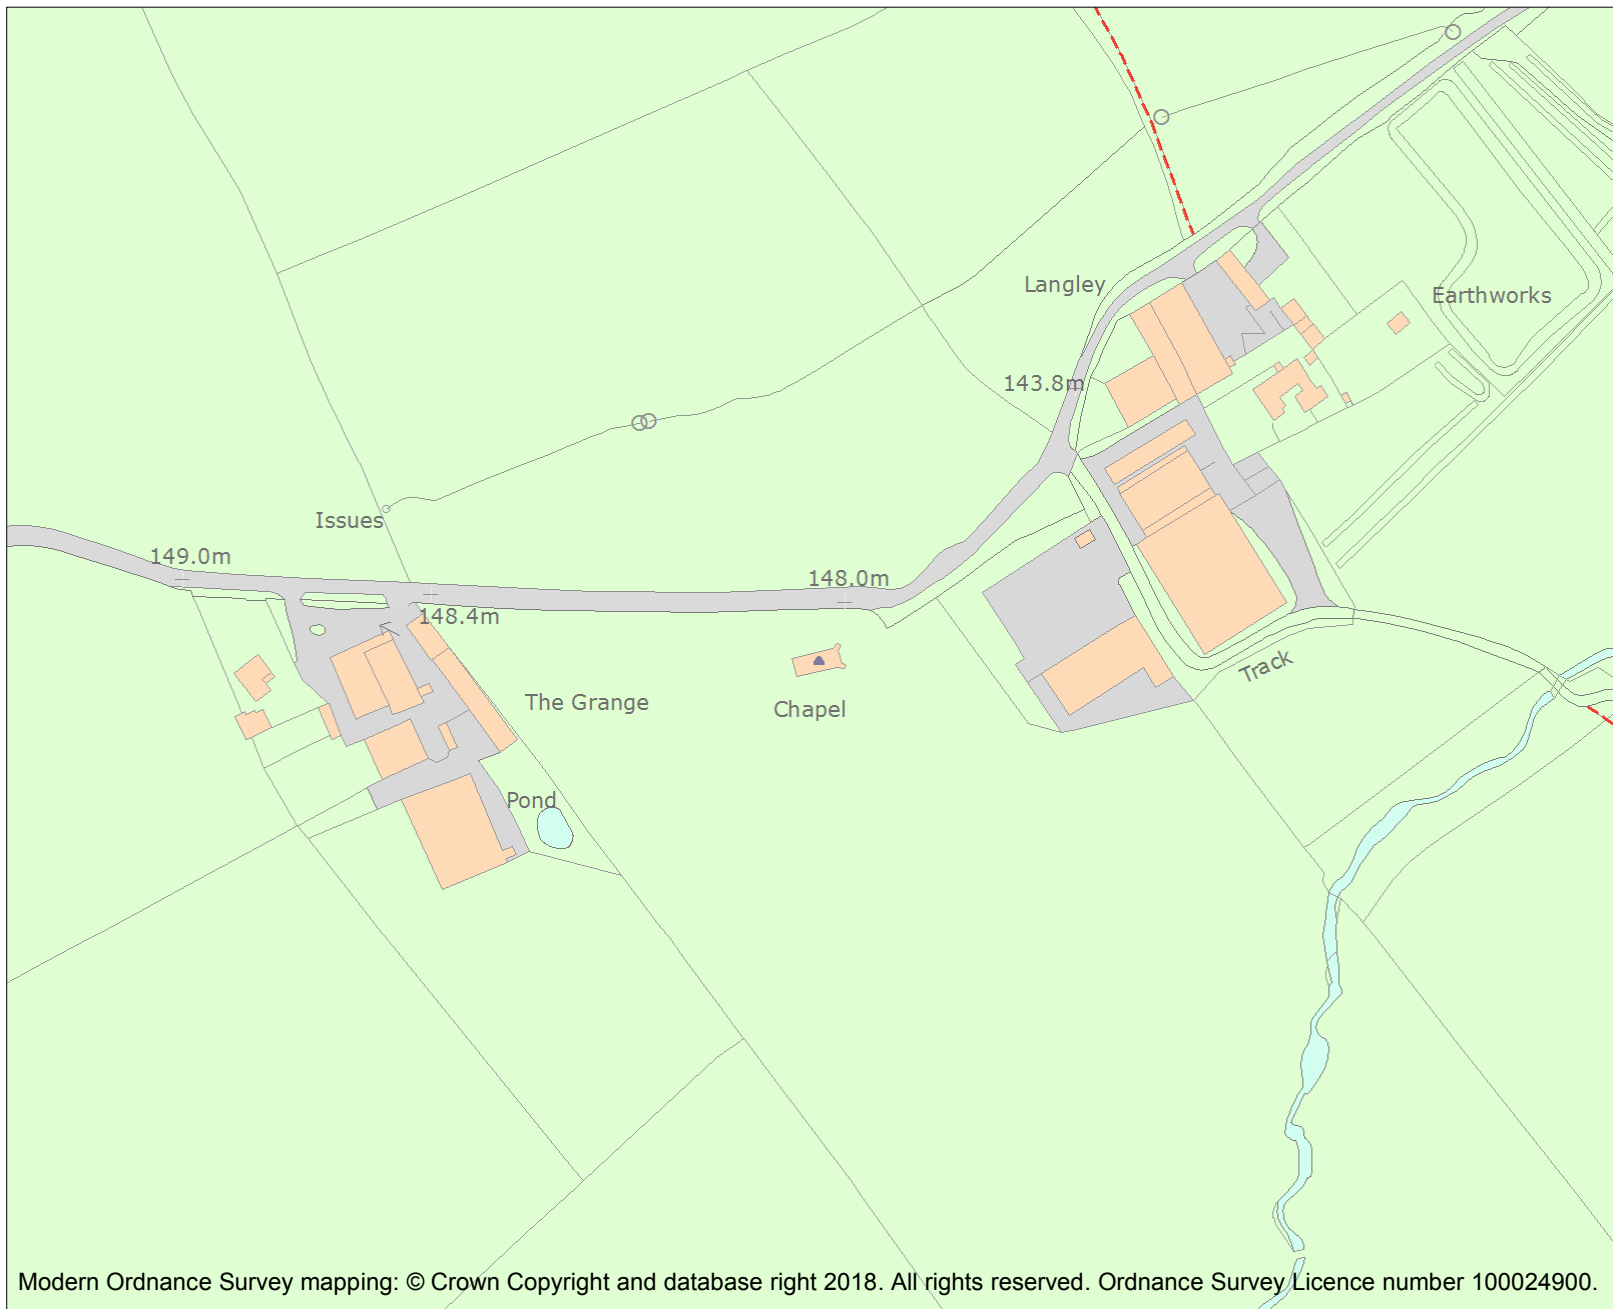 Langley
Earthworks
143.8m
Issues
149.0m
148.0m
148.4m
Track
The Grange
Chapel
Pond
Modern Ordnance Survey mapping: © Crown Copyright and database right 2018. All rights reserved. Ordnance Survey Licence number 100024900.